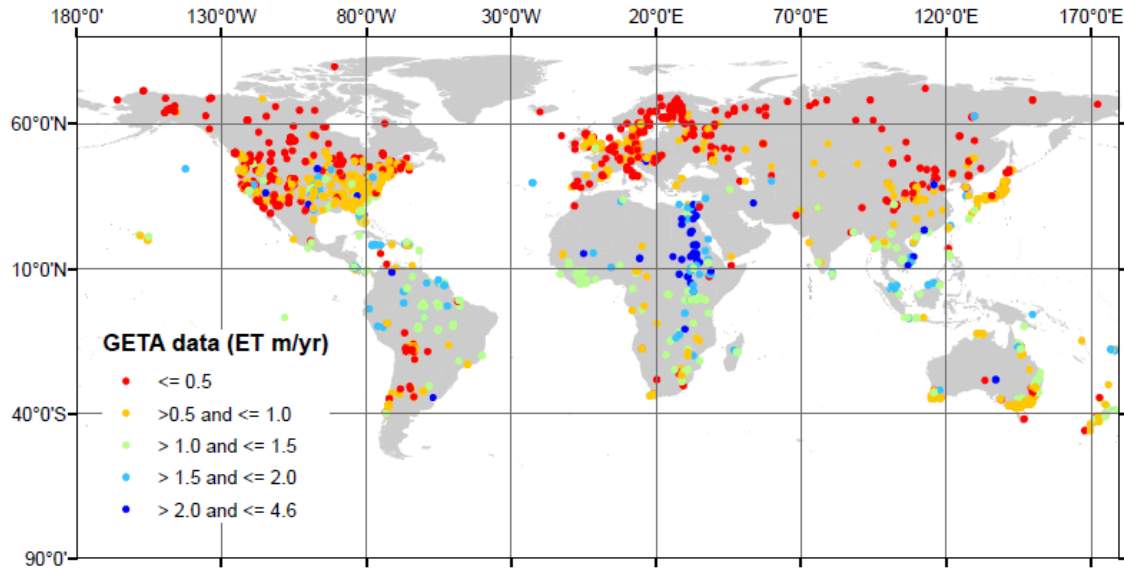 180°0' 130°0'W 80°0'W 30°0'W 20°0'E 70°0'E 120°0'E 170°0'E
60°0'N
10°0'N
40°0'S
90°0'
GETA data (ET m/yr)
<= 0.5
>0.5 and <= 1.0
> 1.0 and <= 1.5
> 1.5 and <= 2.0
> 2.0 and <= 4.6